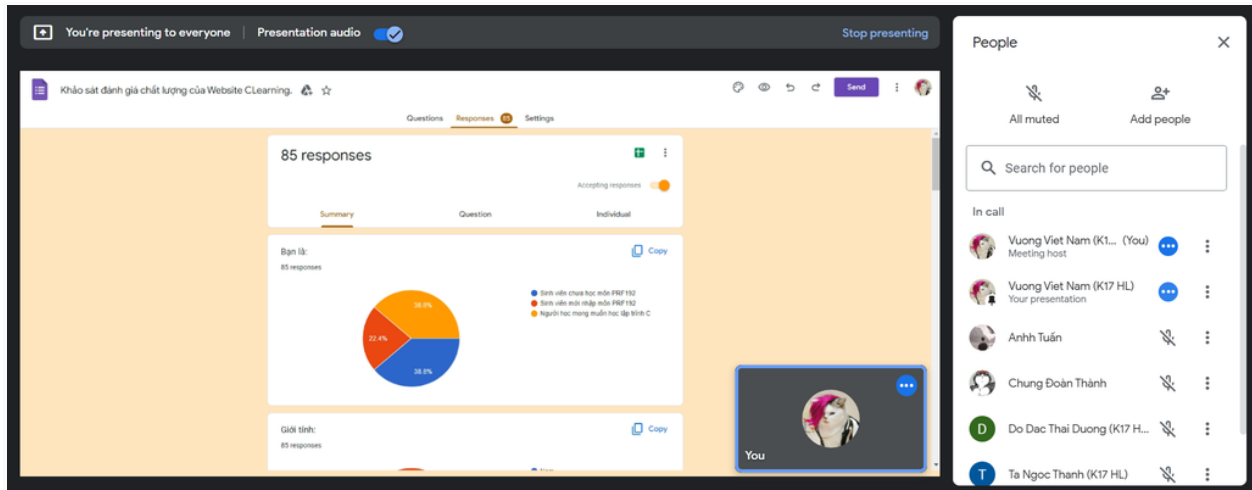 You're presenting to everyone
Presentation audio
Stop presenting
Khảo sát đánh giá chất lượng của Website CLearning.
Send
Questions
Responses 85
Settings
85 responses
Accepting responses
Summary
Question
Individual
Bạn là:
Copy
85 responses
38.8%
22.4%
38.8%
Sinh viên chưa học môn PRF192
Sinh viên mới nhập môn PRF192
Người học mong muốn học lập trình C
Giới tính:
Copy
85 responses
Nam
You
People
All muted
Add people
Search for people
In call
Vuong Viet Nam (K1... (You)
Meeting host
Vuong Viet Nam (K17 HL)
Your presentation
Anhh Tuấn
Chung Đoàn Thành
D
Do Dac Thai Duong (K17 H...
T
Ta Ngoc Thanh (K17 HL)